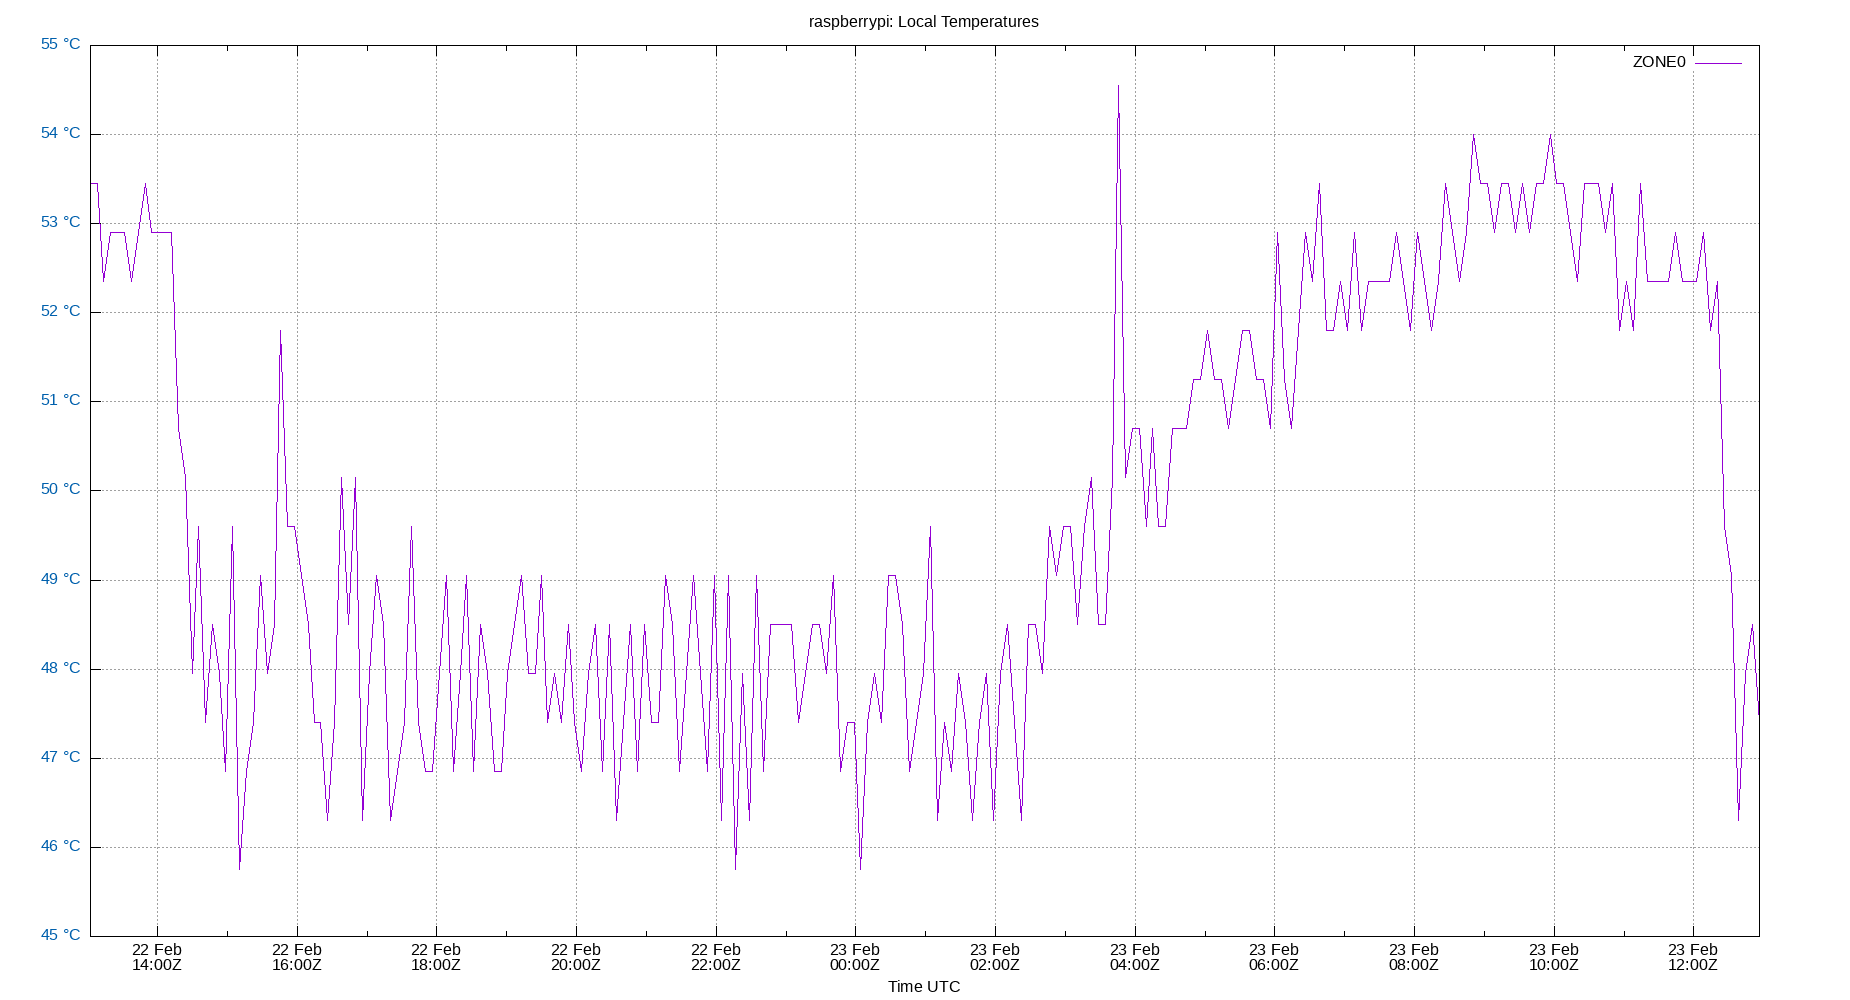 raspberrypi: Local Temperatures
55 °C
ZONE0
54 °C
53 °C
52 °C
51 °C
50 °C
49 °C
48 °C
47 °C
46 °C
45 °C
22 Feb 22 Feb 22 Feb 22 Feb 22 Feb 23 Feb 23 Feb 23 Feb 23 Feb 23 Feb 23 Feb 23 Feb
14:00Z 16:00Z 18:00Z 20:00Z 22:00Z 00:00Z 02:00Z 04:00Z 06:00Z 08:00Z 10:00Z 12:00Z
Time UTC